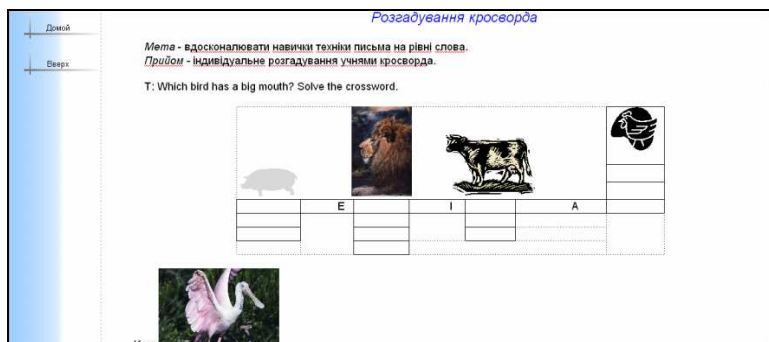 Розгадування кросворда
Домой
Вверх
Мета - вдосконалювати навички техніки письма на рівні слова.
Прийом - індивідуальне розгадування учнями кросворда.
T: Which bird has a big mouth? Solve the crossword.
E I A